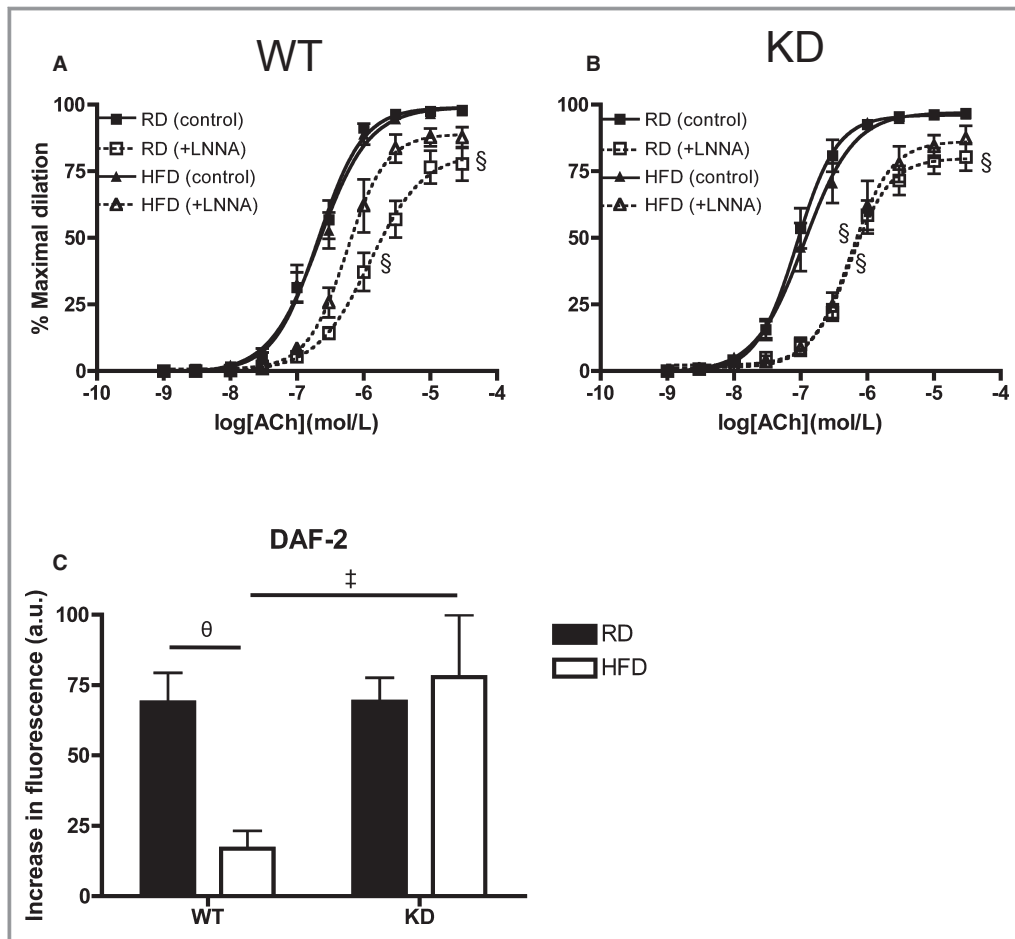 WT
KD
A
B
100
75
50
25
0
% Maximal dilation
RD (control)
RD (+LNNA)
HFD (control)
HFD (+LNNA)
§
§
-10
-9
-8
-7
-6
-5
-4
log[ACh](mol/L)
100
75
50
25
0
RD (control)
RD (+LNNA)
HFD (control)
HFD (+LNNA)
§
§
§
-10
-9
-8
-7
-6
-5
-4
log[ACh](mol/L)
DAF-2
C
Increase in fluorescence (a.u.)
100
75
50
25
0
θ
‡
RD
HFD
WT
KD